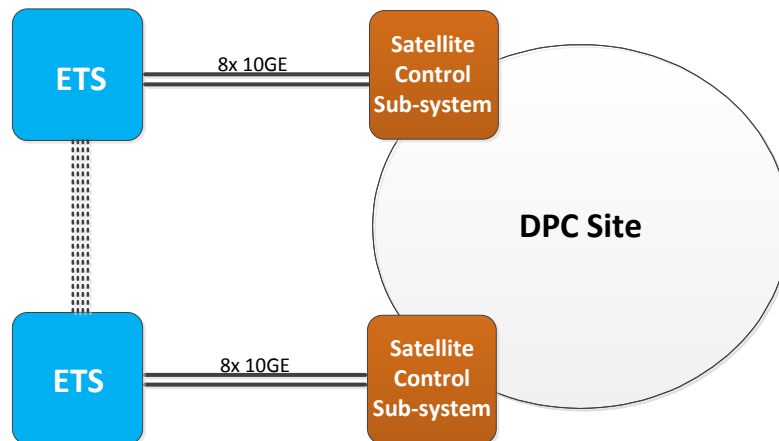 ETS
8x 10GE
Satellite
Control
Sub-system
DPC Site
ETS
8x 10GE
Satellite
Control
Sub-system